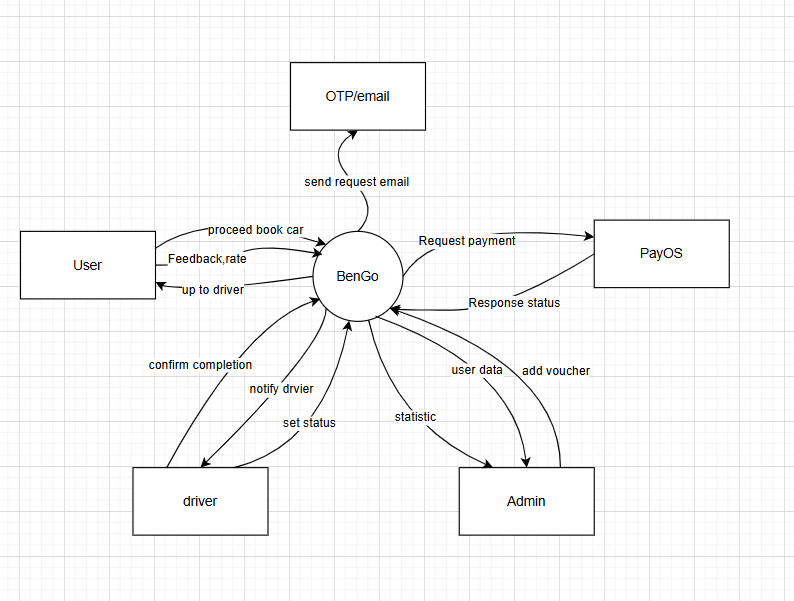 OTP/email
send request email
proceed book car
Request payment
PayOS
User
Feedback,rate
BenGo
up to driver
Response status
confirm completion
user data
add voucher
notify drvier
statistic
set status
driver
Admin